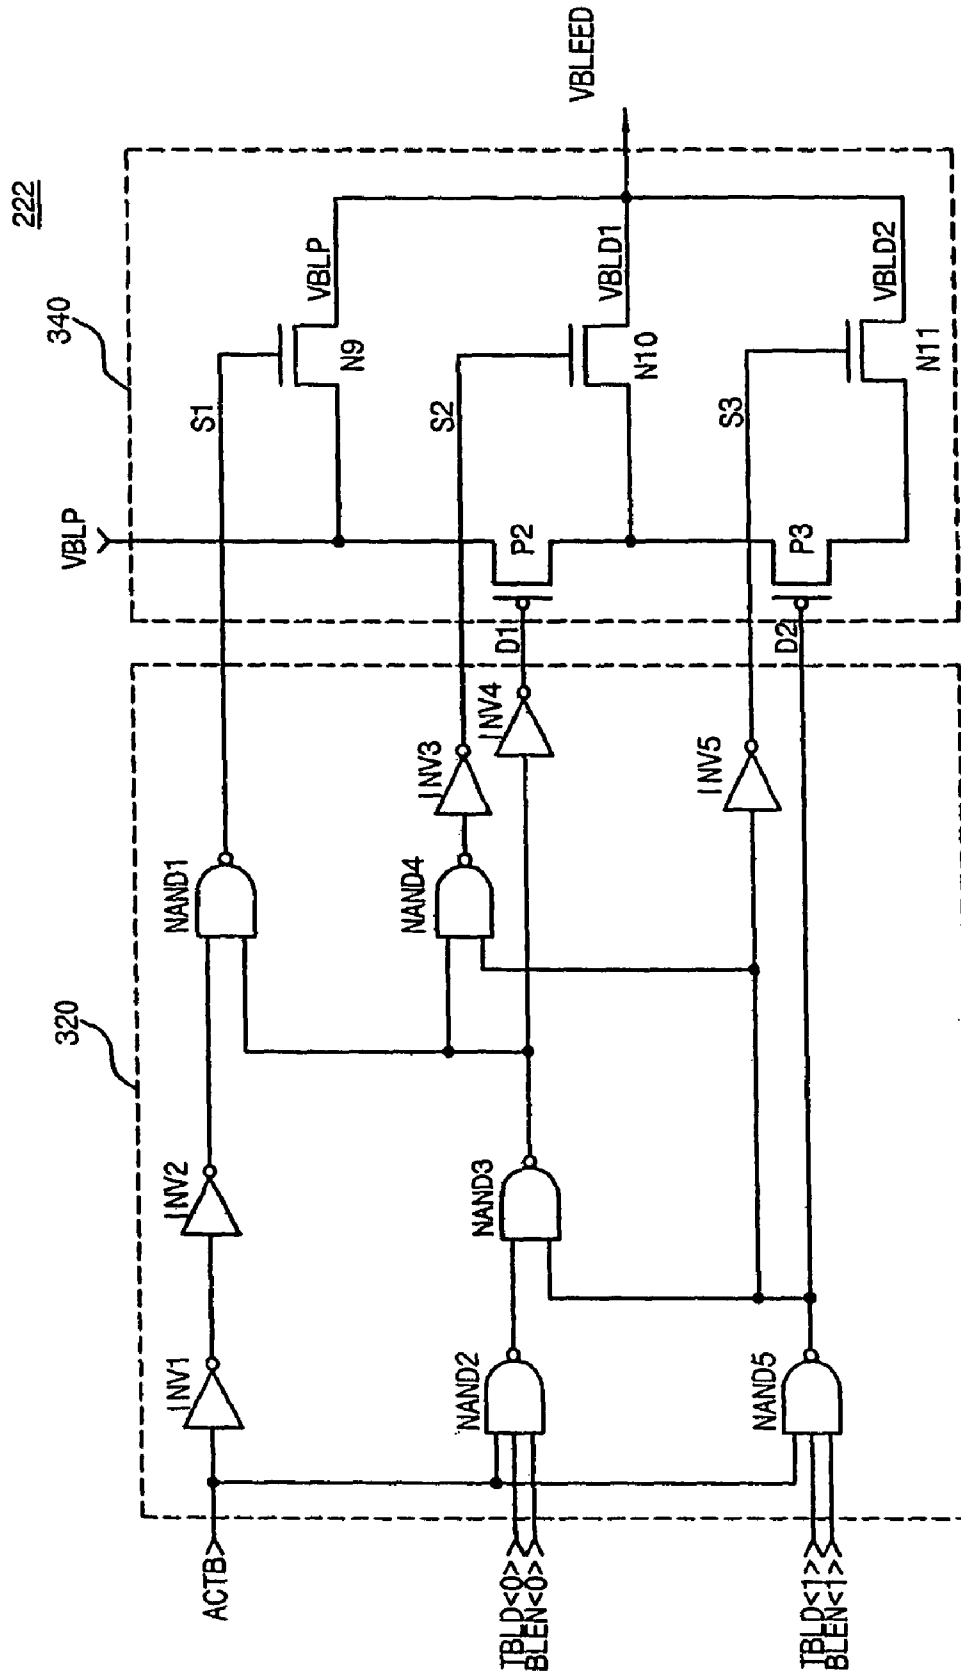 222
320
340
ACTB
INV1
INV2
NAND1
S1
VBLP
N9
VBLP
VBLEED
TBLD<0>
BLEN<0>
NAND2
NAND3
NAND4
INV3
INV4
S2
D1
P2
N10
VBLD1
TBLD<1>
BLEN<1>
NAND5
INV5
S3
D2
P3
N11
VBLD2